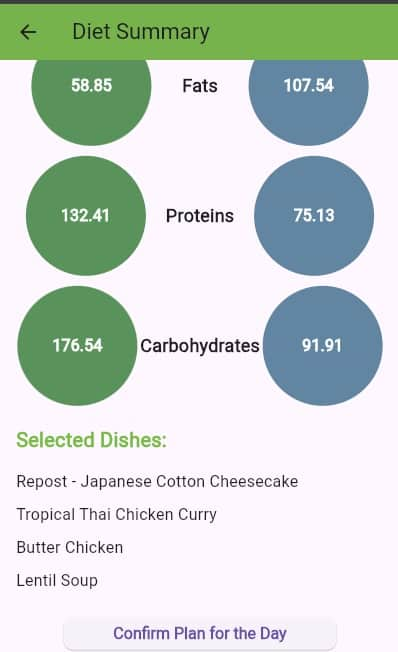 Diet Summary
58.85 Fats 107.54
132.41 Proteins 75.13
176.54 Carbohydrates 91.91
Selected Dishes:
Repost - Japanese Cotton Cheesecake
Tropical Thai Chicken Curry
Butter Chicken
Lentil Soup
Confirm Plan for the Day